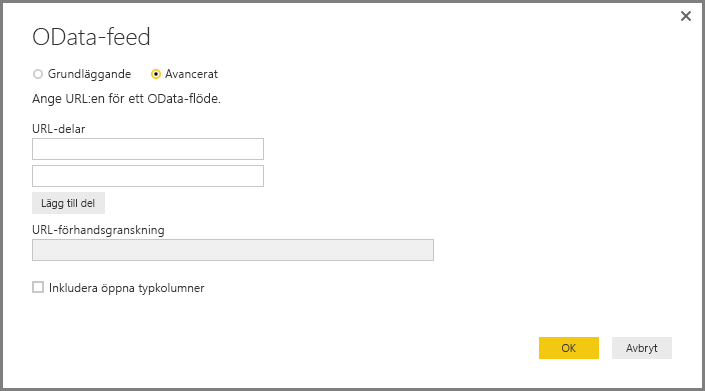 OData-feed
Grundläggande Avancerat
Ange URL:en för ett OData-flöde.
URL-delar
Lägg till del
URL-förhandsgranskning
Inkludera öppna typkolumner
OK Avbryt